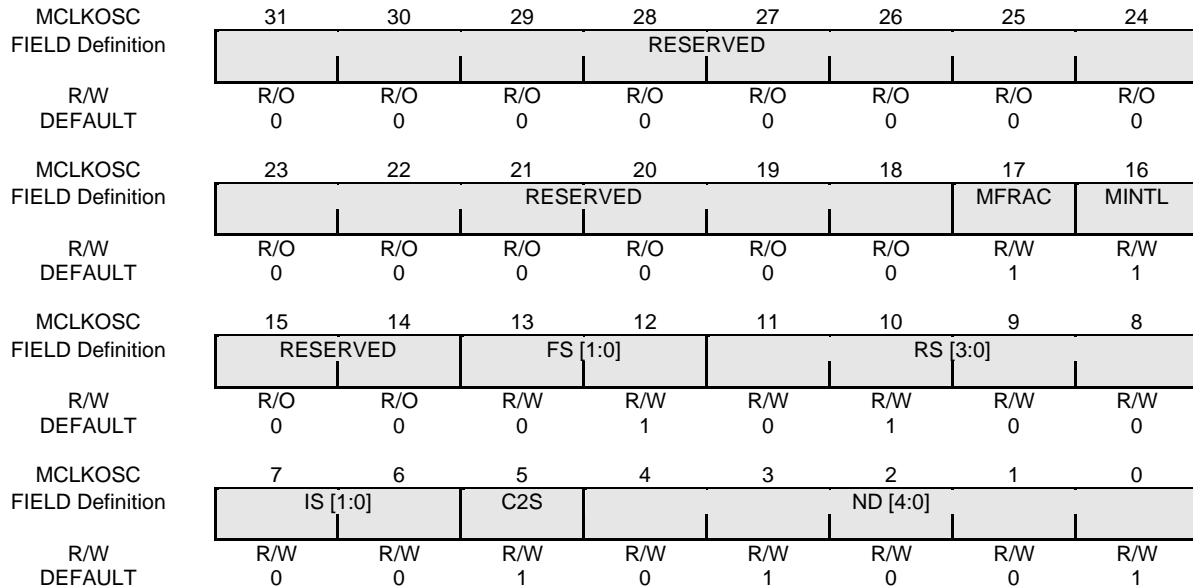 MCLKOSC 31 30 29 28 27 26 25 24
FIELD Definition RESERVED
R/W R/O R/O R/O R/O R/O R/O R/O R/O
DEFAULT 0 0 0 0 0 0 0 0
MCLKOSC 23 22 21 20 19 18 17 16
FIELD Definition RESERVED MFRAC MINTL
R/W R/O R/O R/O R/O R/O R/O R/W R/W
DEFAULT 0 0 0 0 0 0 1 1
MCLKOSC 15 14 13 12 11 10 9 8
FIELD Definition RESERVED FS [1:0] RS [3:0]
R/W R/O R/O R/W R/W R/W R/W R/W R/W
DEFAULT 0 0 0 1 0 1 0 0
MCLKOSC 7 6 5 4 3 2 1 0
FIELD Definition IS [1:0] C2S ND [4:0]
R/W R/W R/W R/W R/W R/W R/W R/W R/W
DEFAULT 0 0 1 0 1 0 0 1